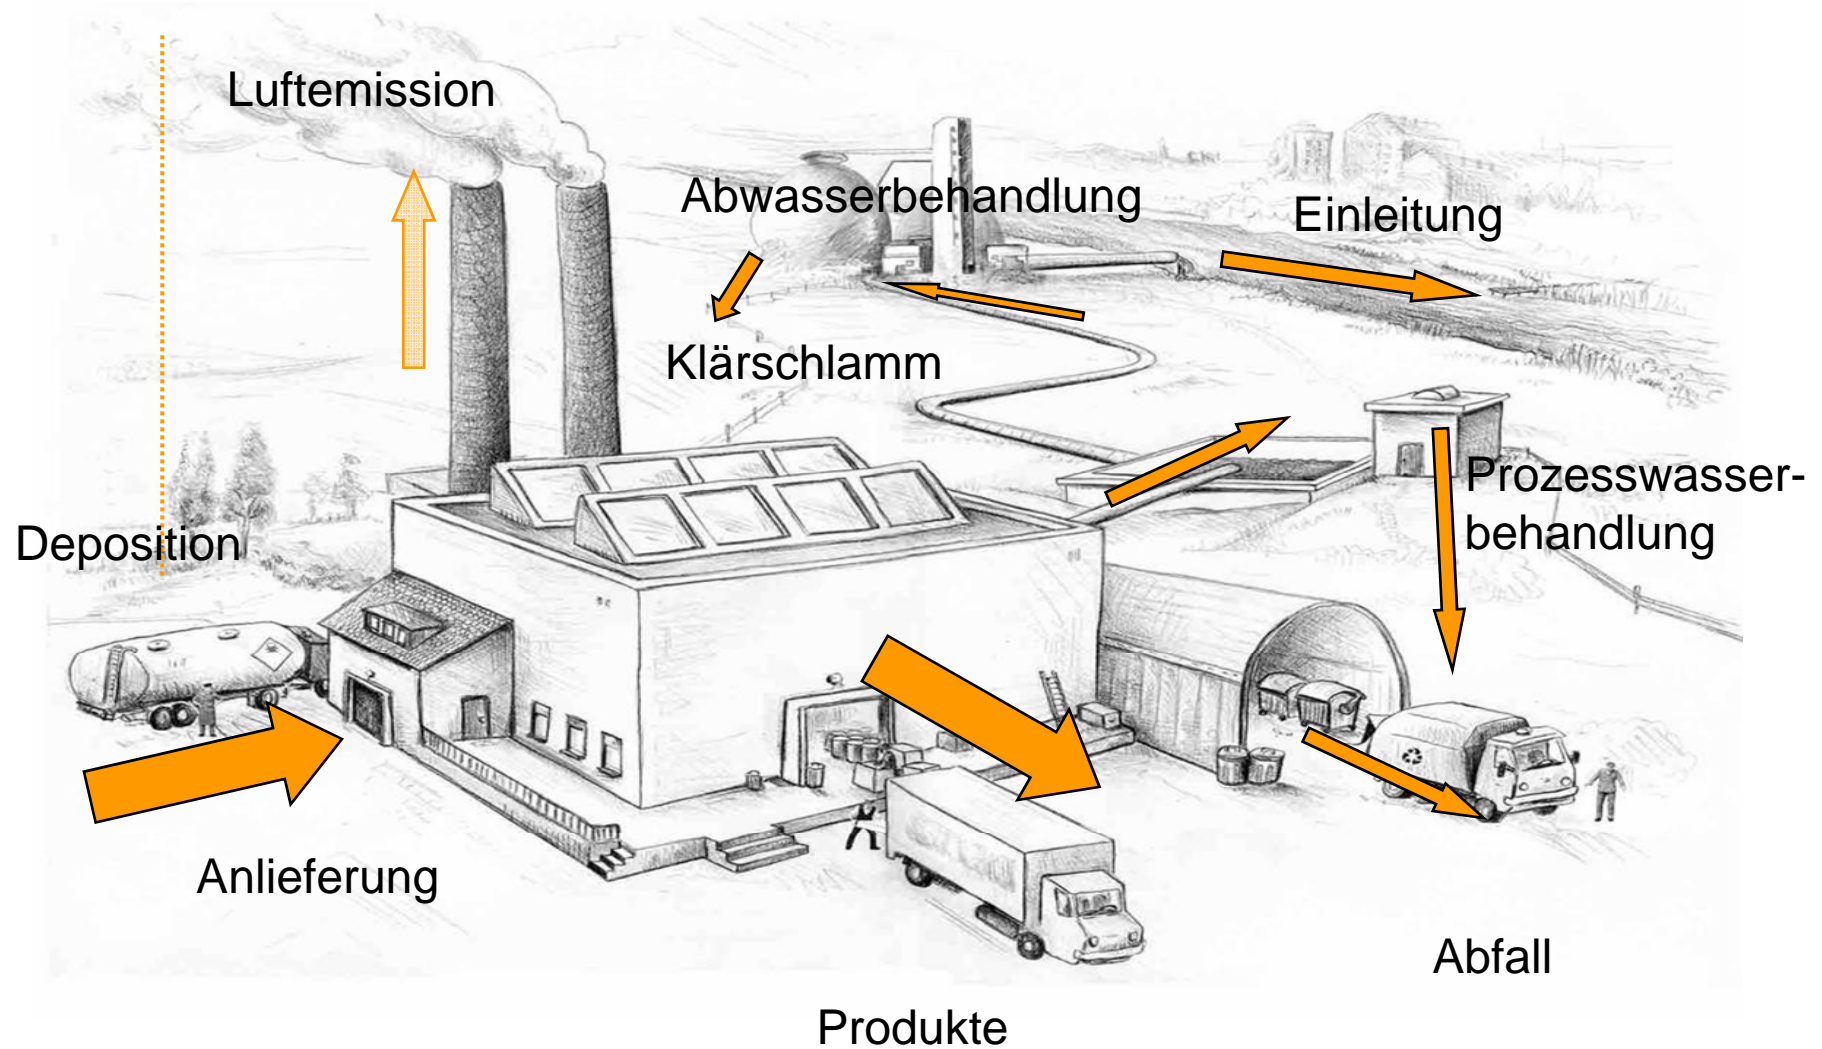 Luftemission
Abwasserbehandlung
Einleitung
Klärschlamm
Prozesswasser-
behandlung
Deposition
Anlieferung
Abfall
Produkte